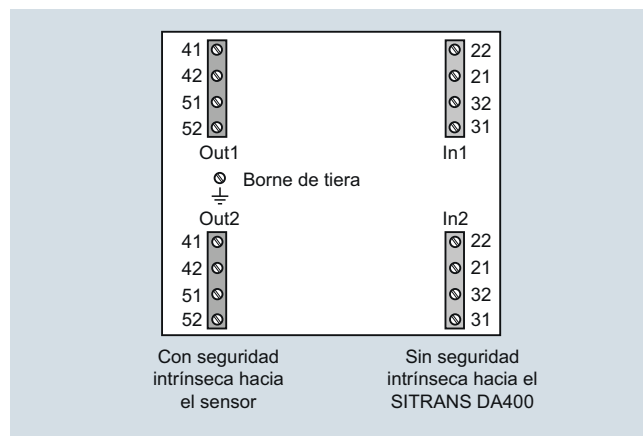 41 22
42 21
51 32
52 31
Out1 In1
Borne de tiera
Out2 In2
41 22
42 21
51 32
52 31
Con seguridad
intrínseca hacia
el sensor
Sin seguridad
intrínseca hacia el
SITRANS DA400